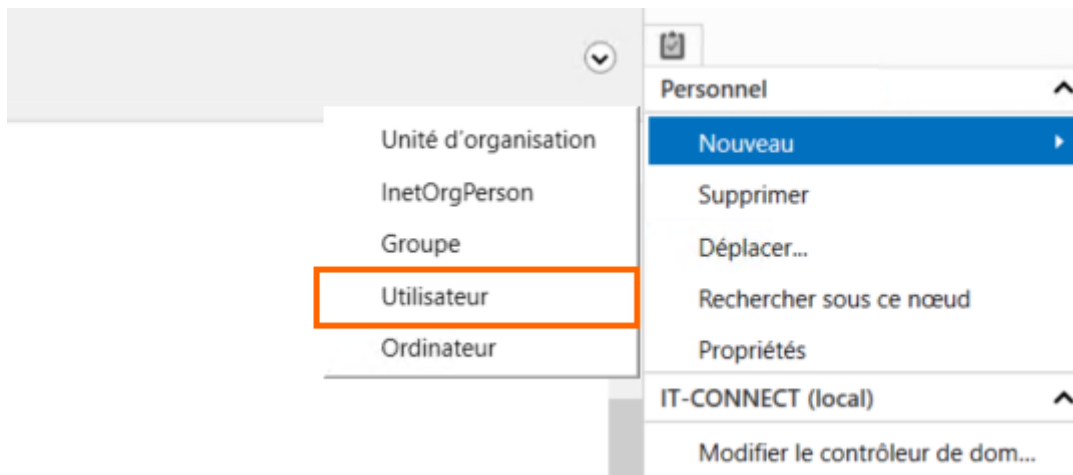 Personnel
Nouveau
Supprimer
Déplacer...
Rechercher sous ce nœud
Propriétés
IT-CONNECT (local)
Modifier le contrôleur de dom...
Unité d'organisation
InetOrgPerson
Groupe
Utilisateur
Ordinateur